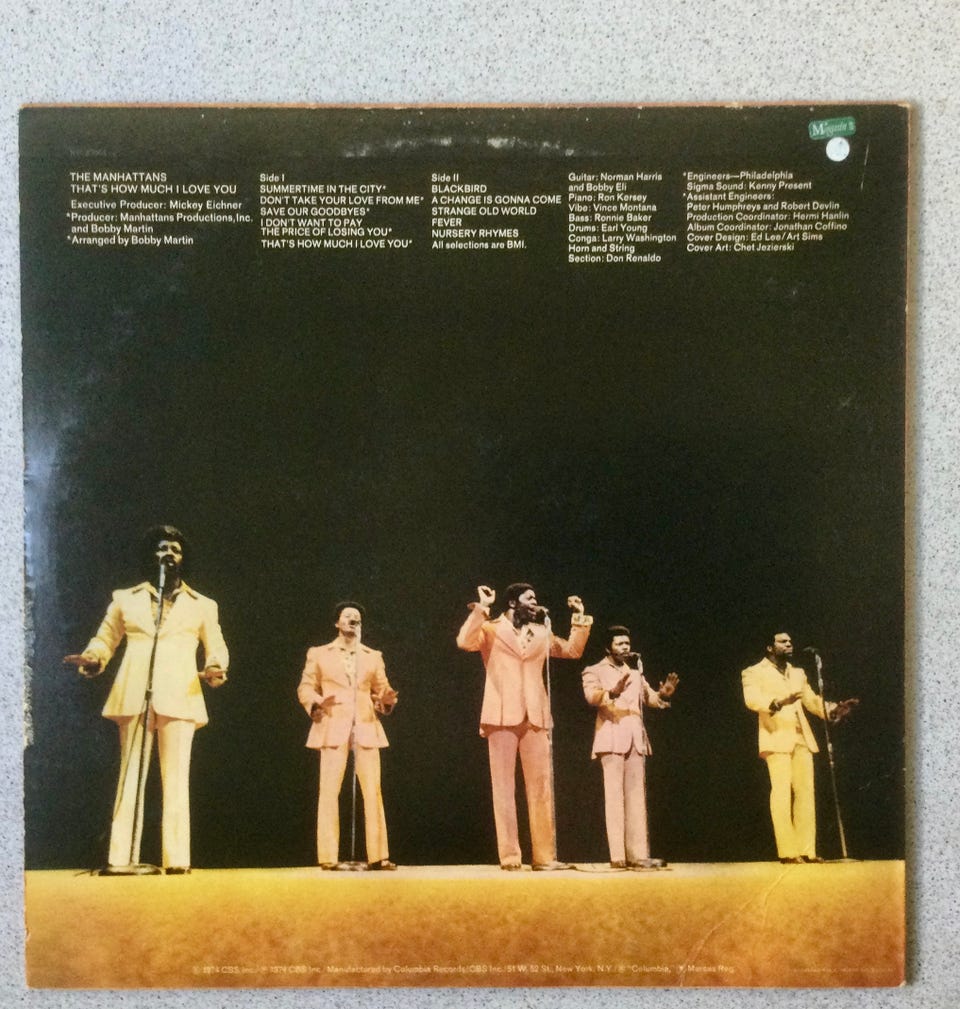 THE MANHATTANS
THAT'S HOW MUCH I LOVE YOU
Executive Producer: Mickey Eichner
*Producer: Manhattans Productions, Inc.
and Bobby Martin
*Arranged by Bobby Martin
Side I
SUMMERTIME IN THE CITY*
DON'T TAKE YOUR LOVE FROM ME*
SAVE OUR GOODBYES*
I DON'T WANT TO PAY
THE PRICE OF LOSING YOU*
THAT'S HOW MUCH I LOVE YOU*
Side II
BLACKBIRD
A CHANGE IS GONNA COME
STRANGE OLD WORLD
FEVER
NURSERY RHYMES
All selections are BMI.
Guitar: Norman Harris
and Bobby Eli
Piano: Ron Kersey
Vibe: Vince Montana
Bass: Ronnie Baker
Drums: Earl Young
Conga: Larry Washington
Horn and String
Section: Don Renaldo
*Engineers—Philadelphia
Sigma Sound: Kenny Present
*Assistant Engineers:
Peter Humphreys and Robert Devlin
Production Coordinator: Hermi Hanlin
Album Coordinator: Jonathan Coffino
Cover Design: Ed Lee/Art Sims
Cover Art: Chet Jezierski
© 1974 CBS Inc./℗ 1974 CBS Inc./Manufactured by Columbia Records/CBS Inc./51 W. 52 St., New York, N.Y./® "Columbia," Marcas Reg.